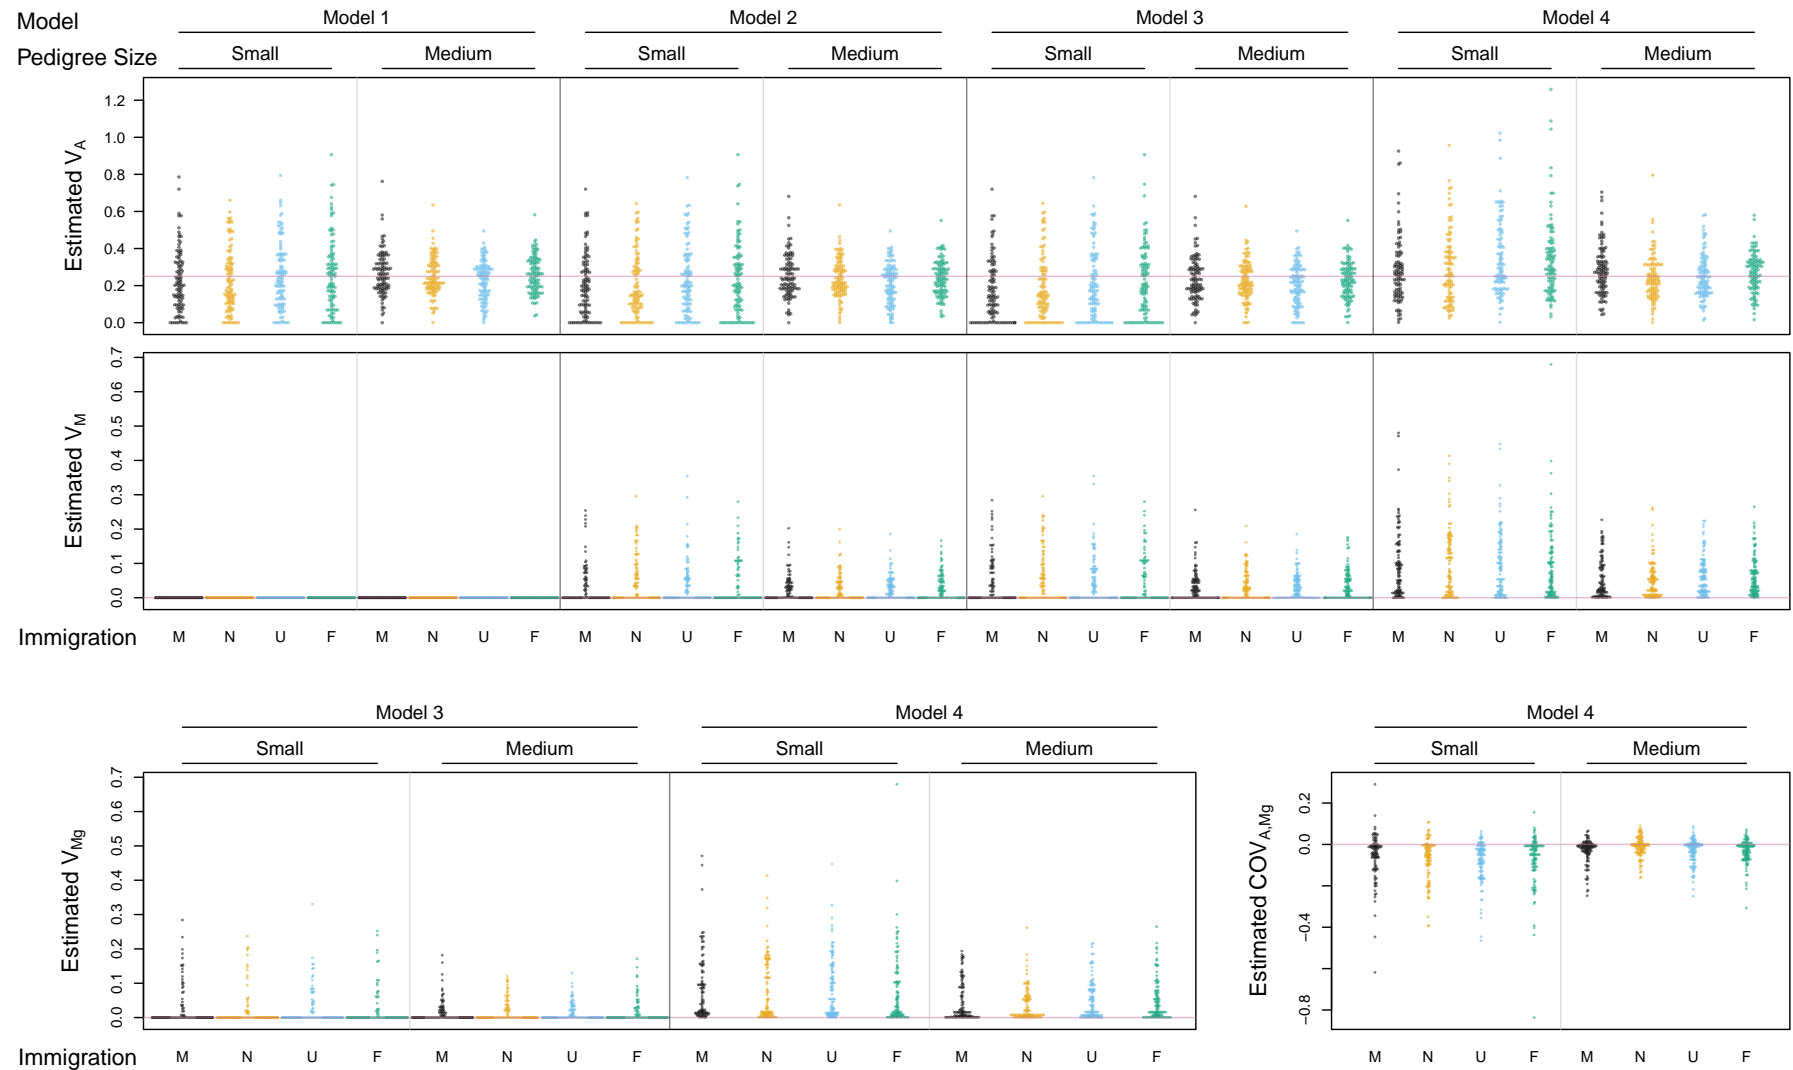 Model Model 1 Model 2 Model 3 Model 4
Pedigree Size Small Medium Small Medium Small Medium Small Medium
Estimated VA
1.2
1.0
0.8
0.6
0.4
0.2
0.0
Estimated VM
0.7
0.6
0.5
0.4
0.3
0.2
0.1
0.0
Immigration M N U F M N U F M N U F M N U F M N U F M N U F M N U F M N U F
Model 3 Model 4
Small Medium Small Medium
Estimated VMg
0.7
0.6
0.5
0.4
0.3
0.2
0.1
0.0
Immigration M N U F M N U F M N U F M N U F
Model 4
Small Medium
Estimated COVA,Mg
0.2
0.0
−0.4
−0.8
M N U F M N U F